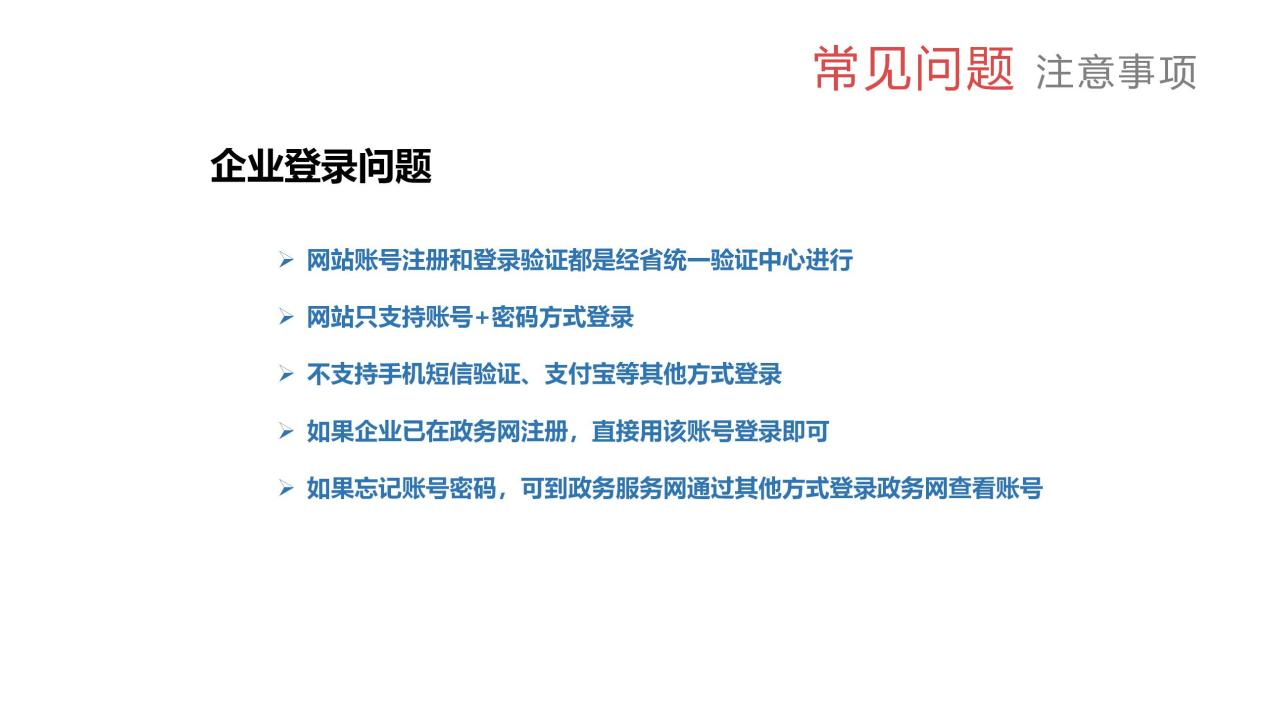 常见问题 注意事项
企业登录问题
➢ 网站账号注册和登录验证都是经省统一验证中心进行
➢ 网站只支持账号+密码方式登录
➢ 不支持手机短信验证、支付宝等其他方式登录
➢ 如果企业已在政务网注册，直接用该账号登录即可
➢ 如果忘记账号密码，可到政务服务网通过其他方式登录政务网查看账号